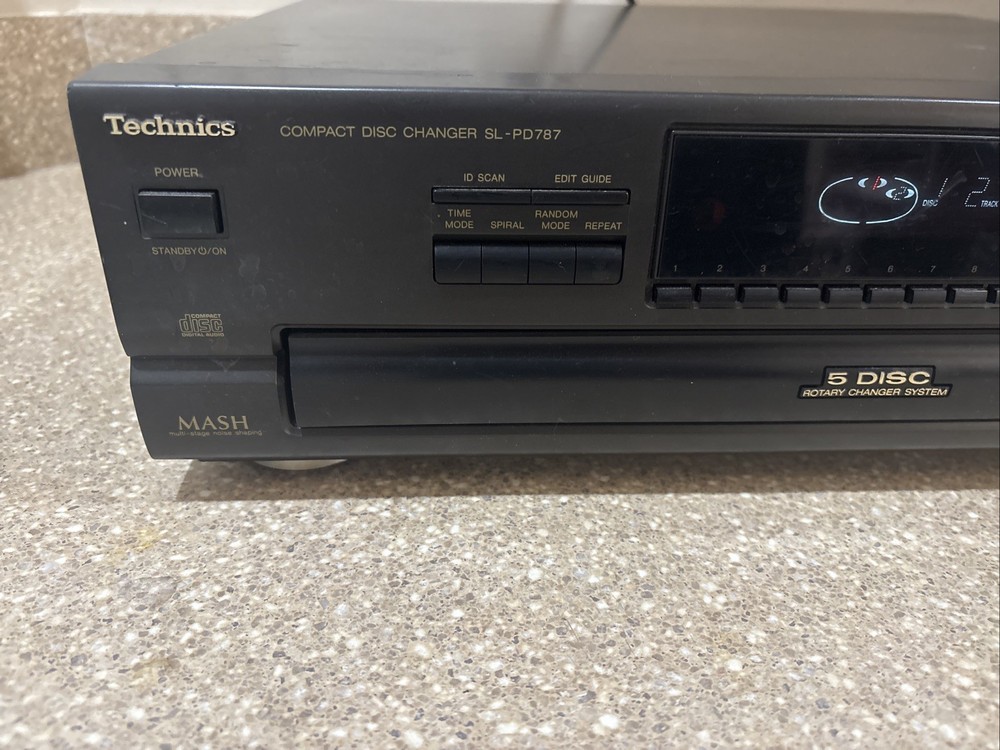 Technics
COMPACT DISC CHANGER SL-PD787
POWER
STANDBY⏻/ON
ID SCAN EDIT GUIDE
TIME MODE SPIRAL RANDOM MODE REPEAT
DISC 1 2 TRACK
1 2 3 4 5 6 7 8
COMPACT
disc
DIGITAL AUDIO
5 DISC
ROTARY CHANGER SYSTEM
MASH
multi-stage noise shaping